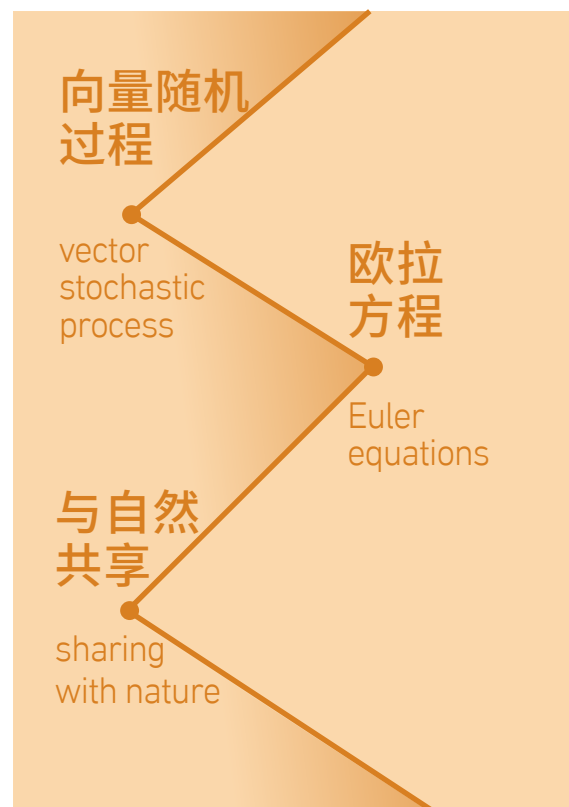 向量随机
过程
vector
stochastic
process
欧拉
方程
Euler
equations
与自然
共享
sharing
with nature